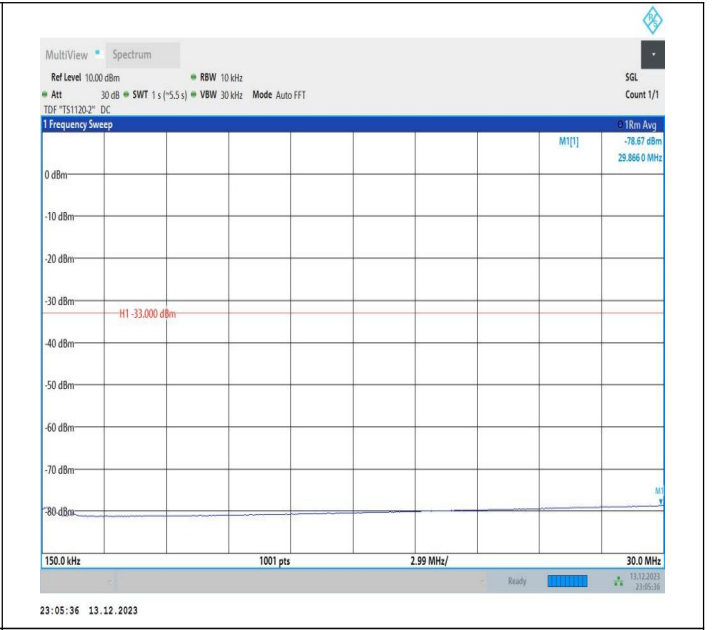 MultiView Spectrum
Ref Level 10.00 dBm RBW 10 kHz SGL
Att 30 dB SWT 1 s (~5.5 s) VBW 30 kHz Mode Auto FFT Count 1/1
TDF "TS1120-2" DC
1 Frequency Sweep 1Rm Avg
M1[1] -78.67 dBm
29.866 0 MHz
0 dBm
-10 dBm
-20 dBm
-30 dBm
H1 -33.000 dBm
-40 dBm
-50 dBm
-60 dBm
-70 dBm
M1
-80 dBm
150.0 kHz 1001 pts 2.99 MHz/ 30.0 MHz
Ready 13.12.2023
23:05:36
23:05:36 13.12.2023